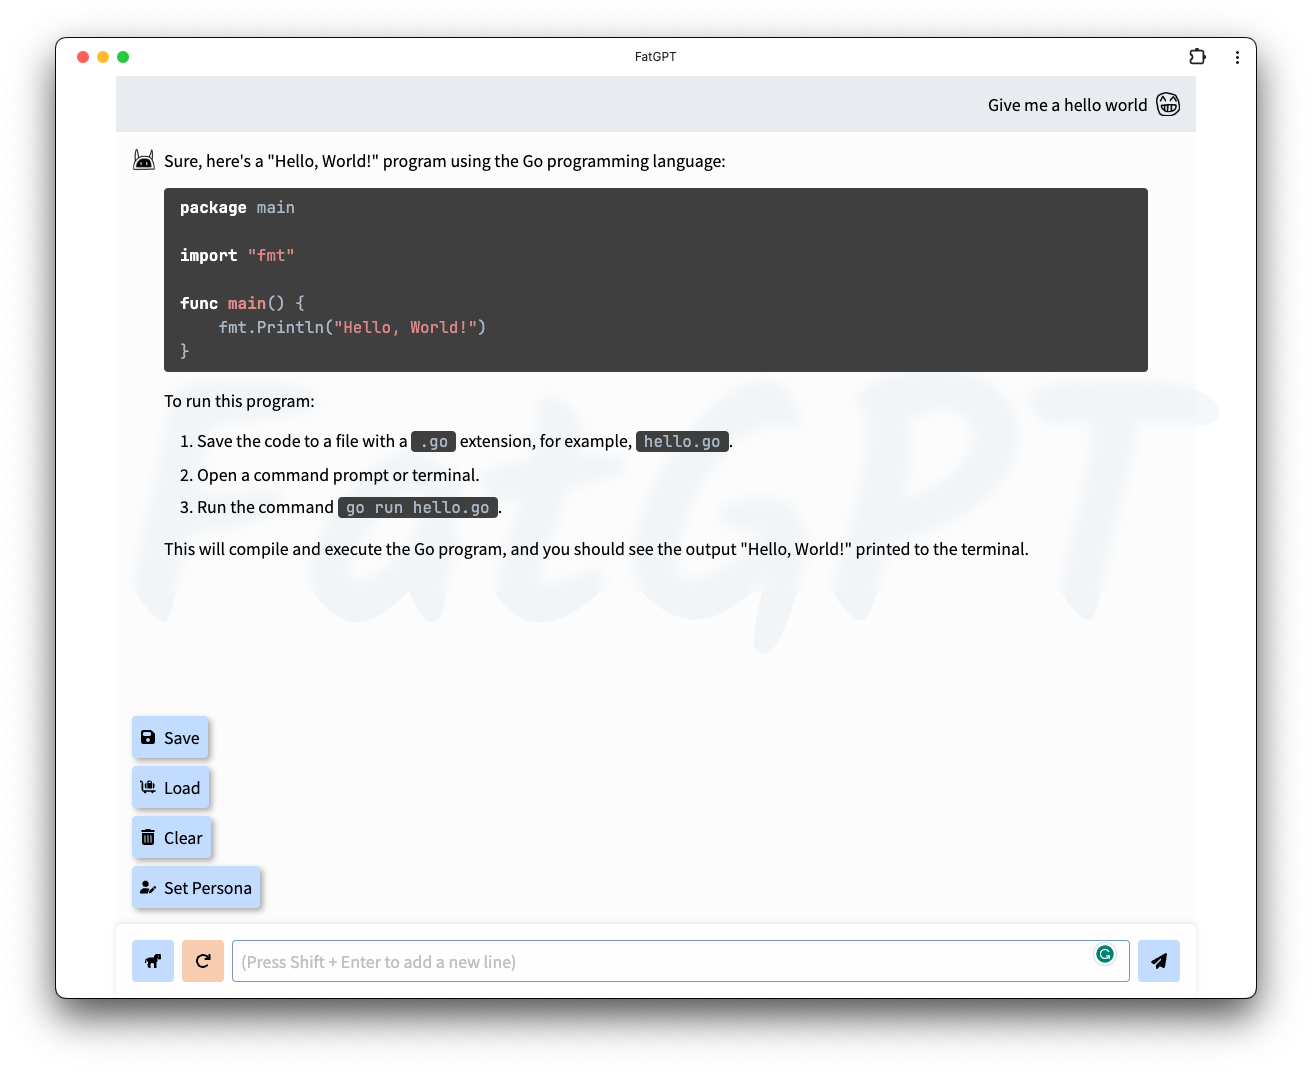 FatGPT
Give me a hello world
Sure, here's a "Hello, World!" program using the Go programming language:
package main
import "fmt"
func main() {
    fmt.Println("Hello, World!")
}
To run this program:
1. Save the code to a file with a .go extension, for example, hello.go.
2. Open a command prompt or terminal.
3. Run the command go run hello.go.
This will compile and execute the Go program, and you should see the output "Hello, World!" printed to the terminal.
FatGPT
Save
Load
Clear
Set Persona
(Press Shift + Enter to add a new line)